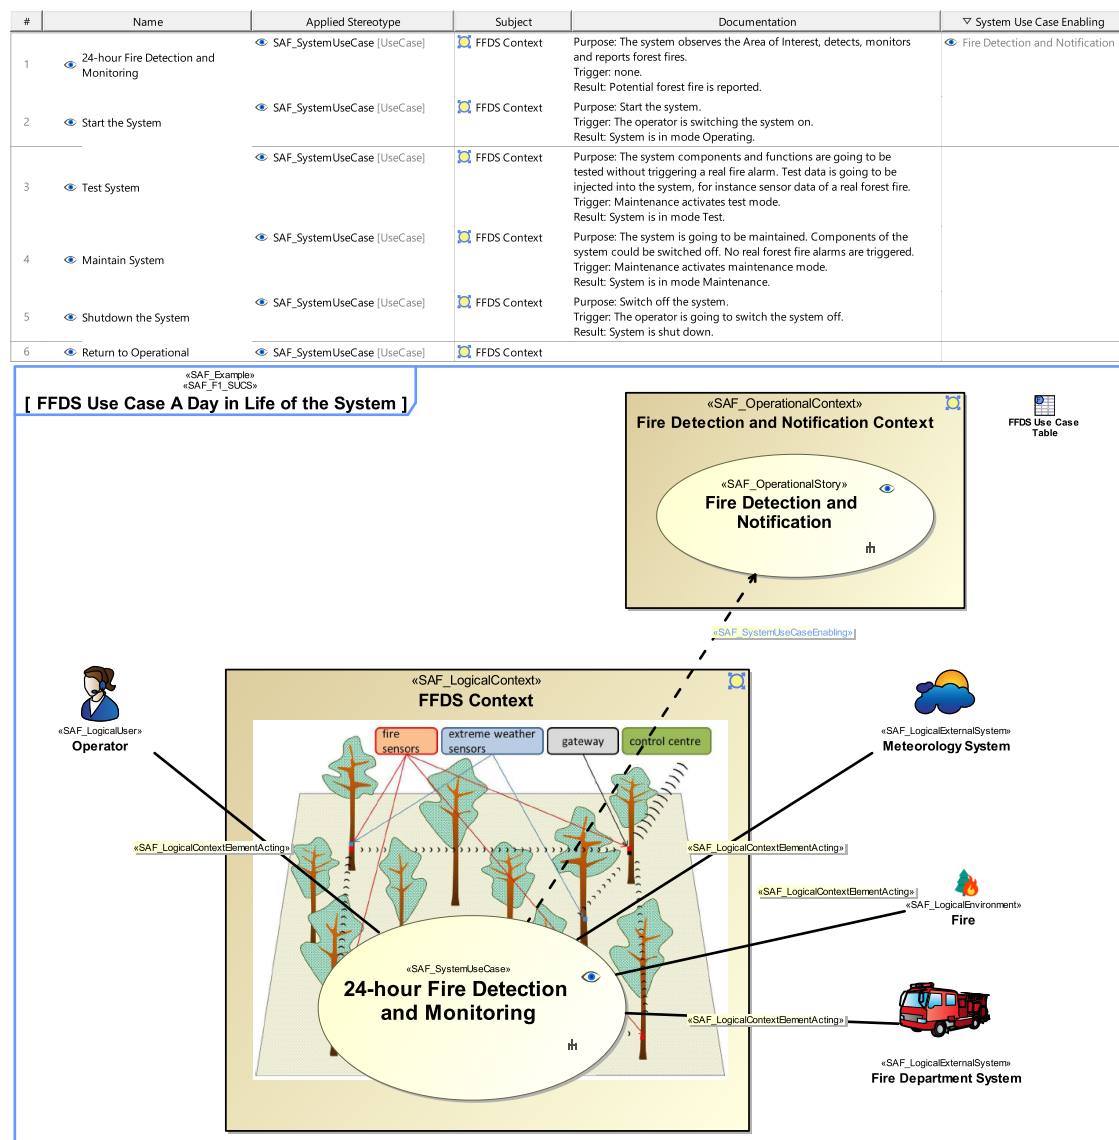 # Name Applied Stereotype Subject Documentation ▽ System Use Case Enabling
1 24-hour Fire Detection and Monitoring SAF_SystemUseCase [UseCase] FFDS Context Purpose: The system observes the Area of Interest, detects, monitors Fire Detection and Notification
and reports forest fires.
Trigger: none.
Result: Potential forest fire is reported.
2 Start the System SAF_SystemUseCase [UseCase] FFDS Context Purpose: Start the system.
Trigger: The operator is switching the system on.
Result: System is in mode Operating.
3 Test System SAF_SystemUseCase [UseCase] FFDS Context Purpose: The system components and functions are going to be
tested without triggering a real fire alarm. Test data is going to be
injected into the system, for instance sensor data of a real forest fire.
Trigger: Maintenance activates test mode.
Result: System is in mode Test.
4 Maintain System SAF_SystemUseCase [UseCase] FFDS Context Purpose: The system is going to be maintained. Components of the
system could be switched off. No real forest fire alarms are triggered.
Trigger: Maintenance activates maintenance mode.
Result: System is in mode Maintenance.
5 Shutdown the System SAF_SystemUseCase [UseCase] FFDS Context Purpose: Switch off the system.
Trigger: The operator is going to switch the system off.
Result: System is shut down.
6 Return to Operational SAF_SystemUseCase [UseCase] FFDS Context
«SAF_Example»
«SAF_F1_SUCS»
[ FFDS Use Case A Day in Life of the System ]
«SAF_OperationalContext»
Fire Detection and Notification Context
FFDS Use Case
Table
«SAF_OperationalStory»
Fire Detection and
Notification
«SAF_SystemUseCaseEnabling»
«SAF_LogicalContext»
FFDS Context
«SAF_LogicalUser»
Operator
«SAF_LogicalExternalSystem»
Meteorology System
fire
sensors
extreme weather
sensors
gateway
control centre
«SAF_LogicalContextElementActing»
«SAF_LogicalContextElementActing»
«SAF_LogicalContextElementActing»
«SAF_LogicalEnvironment»
Fire
«SAF_SystemUseCase»
24-hour Fire Detection
and Monitoring
«SAF_LogicalContextElementActing»
«SAF_LogicalExternalSystem»
Fire Department System